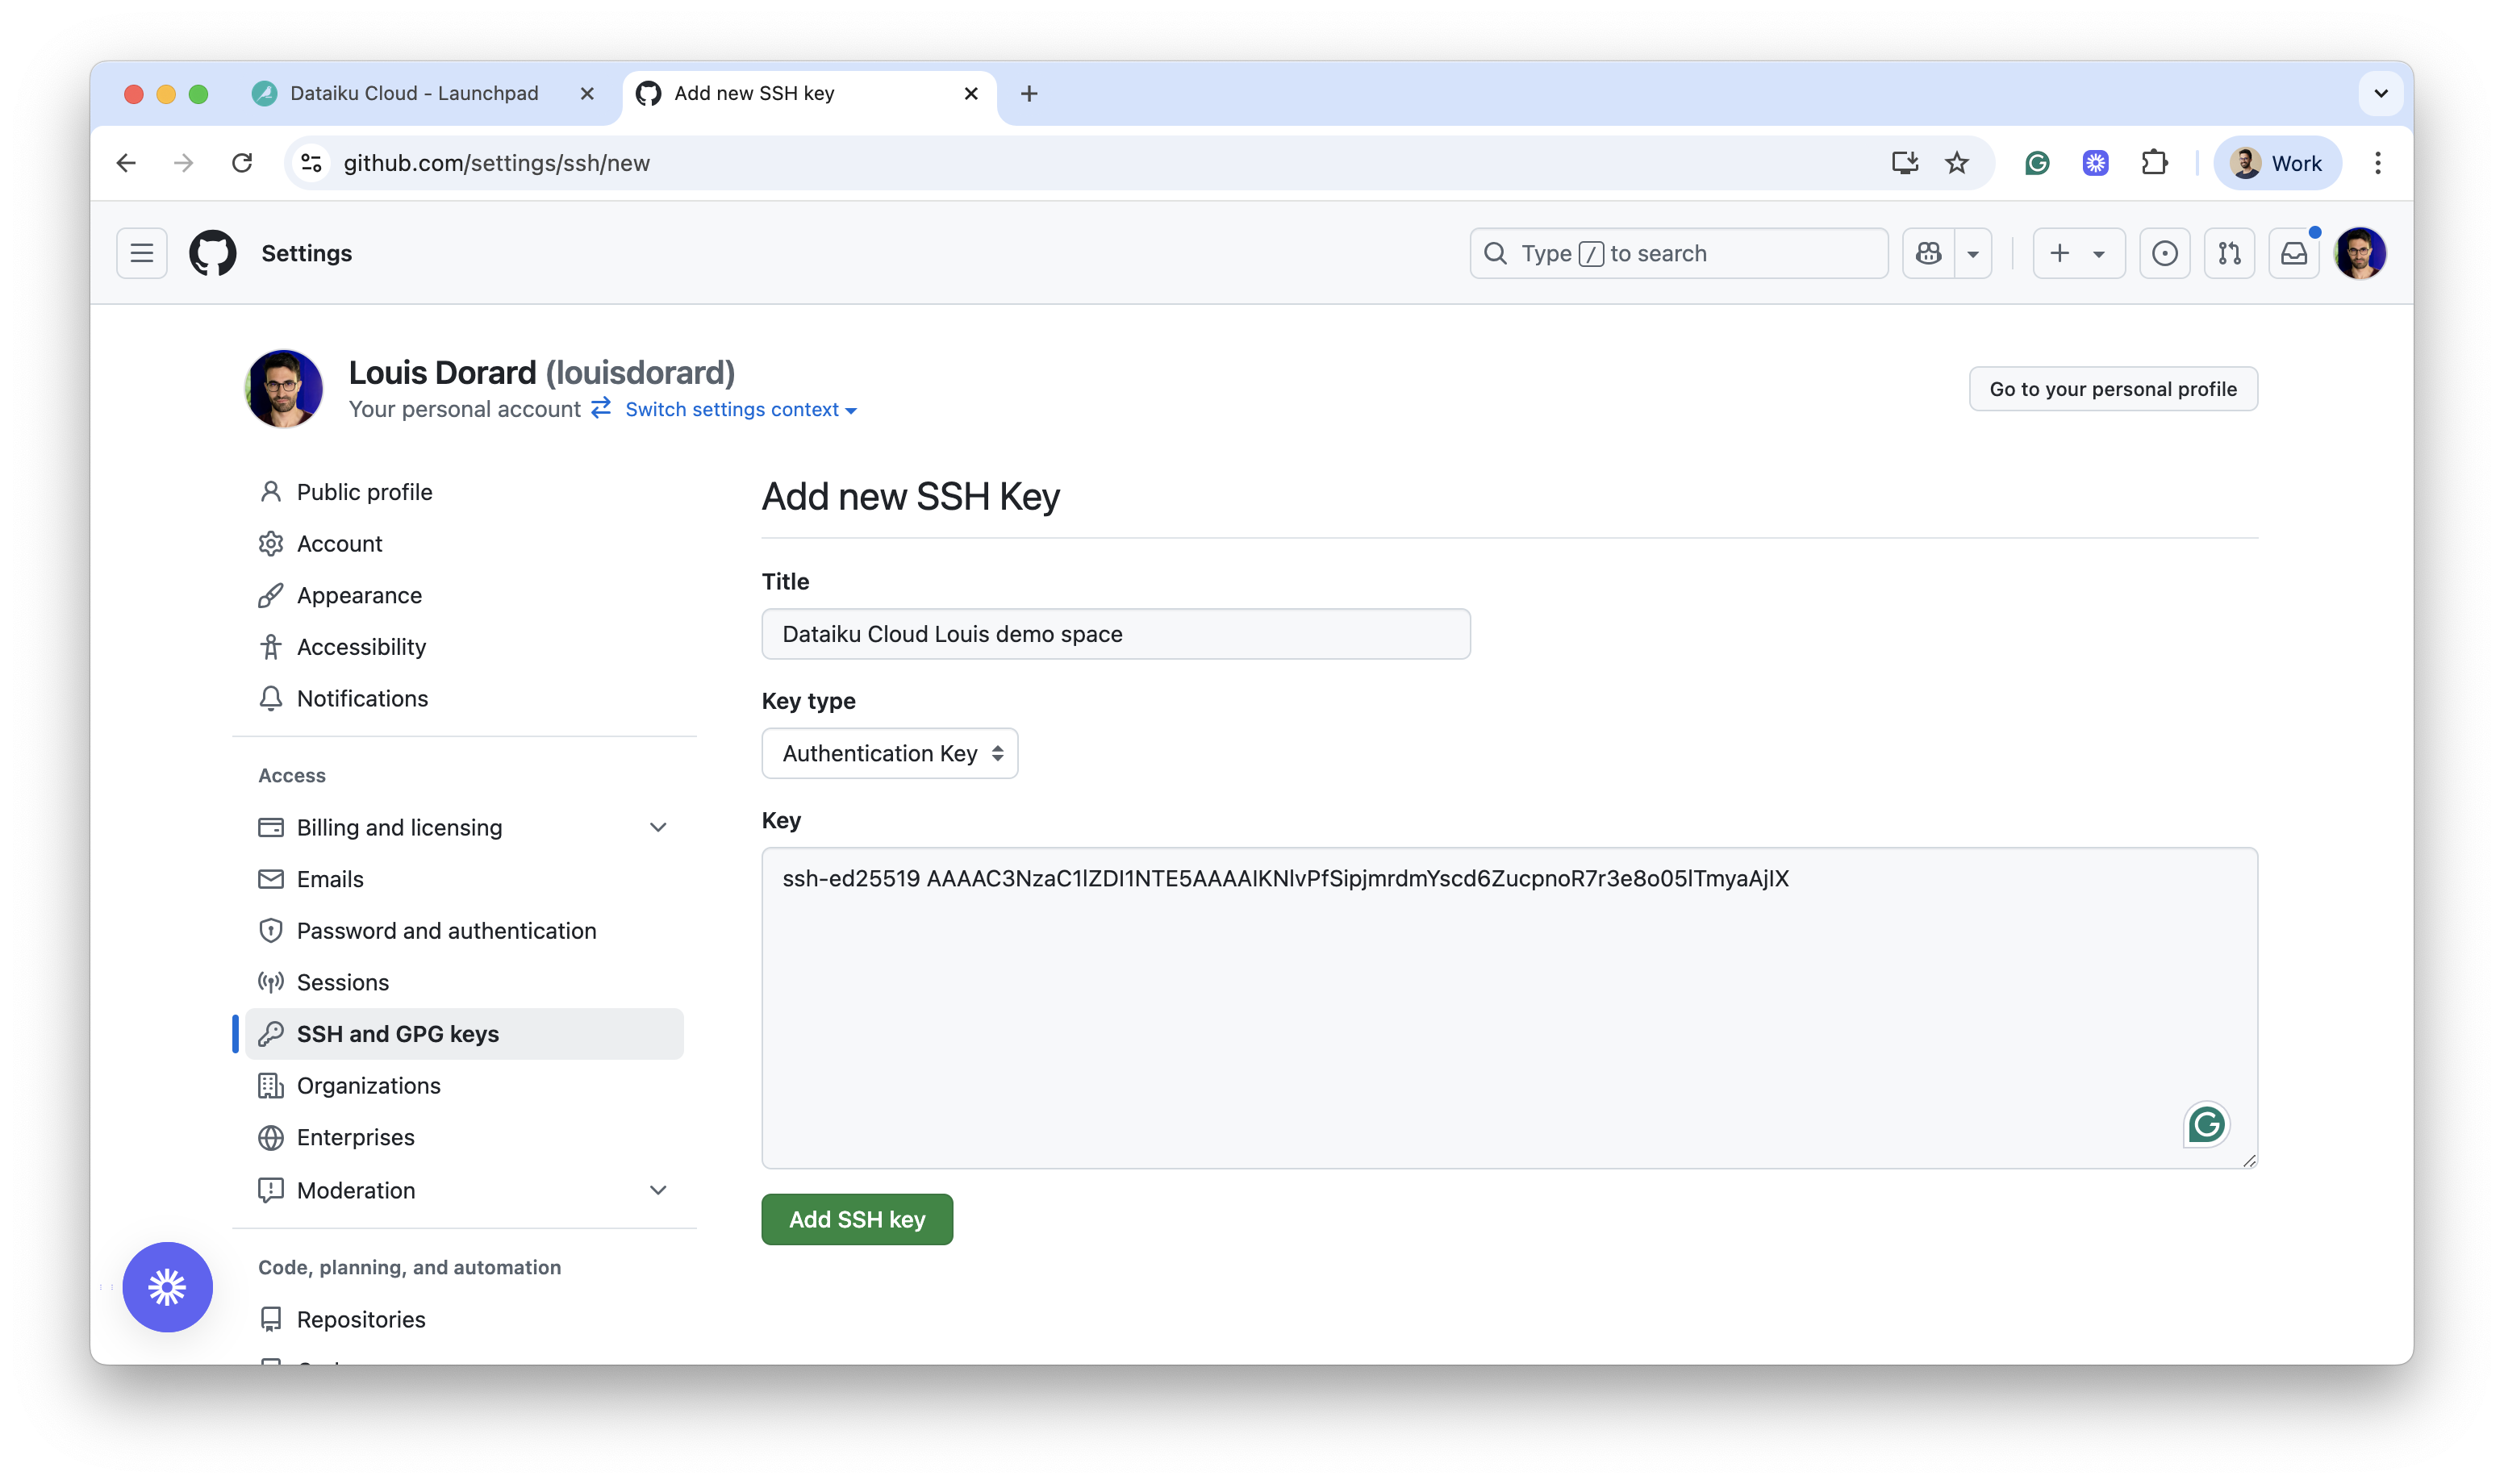 Dataiku Cloud - Launchpad
Add new SSH key
github.com/settings/ssh/new
Work
Settings
Type / to search
Louis Dorard (louisdorard)
Your personal account
Switch settings context
Go to your personal profile
Public profile
Account
Appearance
Accessibility
Notifications
Access
Billing and licensing
Emails
Password and authentication
Sessions
SSH and GPG keys
Organizations
Enterprises
Moderation
Code, planning, and automation
Repositories
Add new SSH Key
Title
Dataiku Cloud Louis demo space
Key type
Authentication Key
Key
ssh-ed25519 AAAAC3NzaC1lZDI1NTE5AAAAIKNlvPfSipjmrdmYscd6ZucpnoR7r3e8o05lTmyaAjIX
Add SSH key